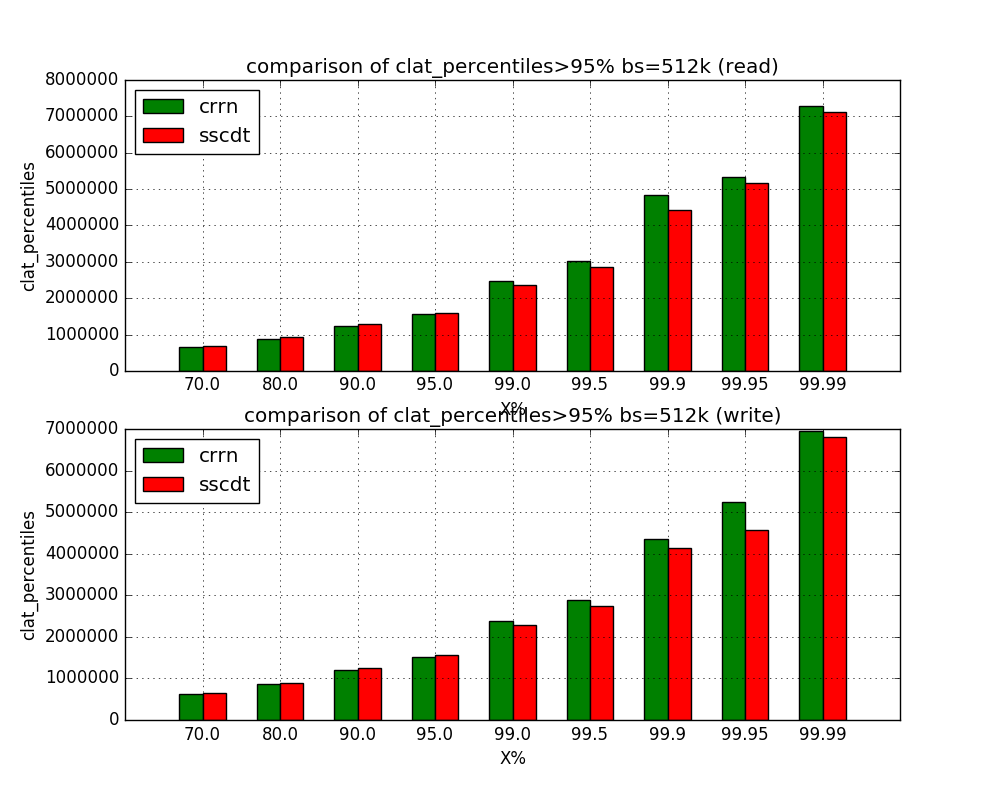 comparison of clat_percentiles>95% bs=512k (read)
8000000
7000000
6000000
5000000
4000000
3000000
2000000
1000000
0
clat_percentiles
crrn
sscdt
70.0 80.0 90.0 95.0 99.0 99.5 99.9 99.95 99.99
X%
comparison of clat_percentiles>95% bs=512k (write)
7000000
6000000
5000000
4000000
3000000
2000000
1000000
0
clat_percentiles
crrn
sscdt
70.0 80.0 90.0 95.0 99.0 99.5 99.9 99.95 99.99
X%